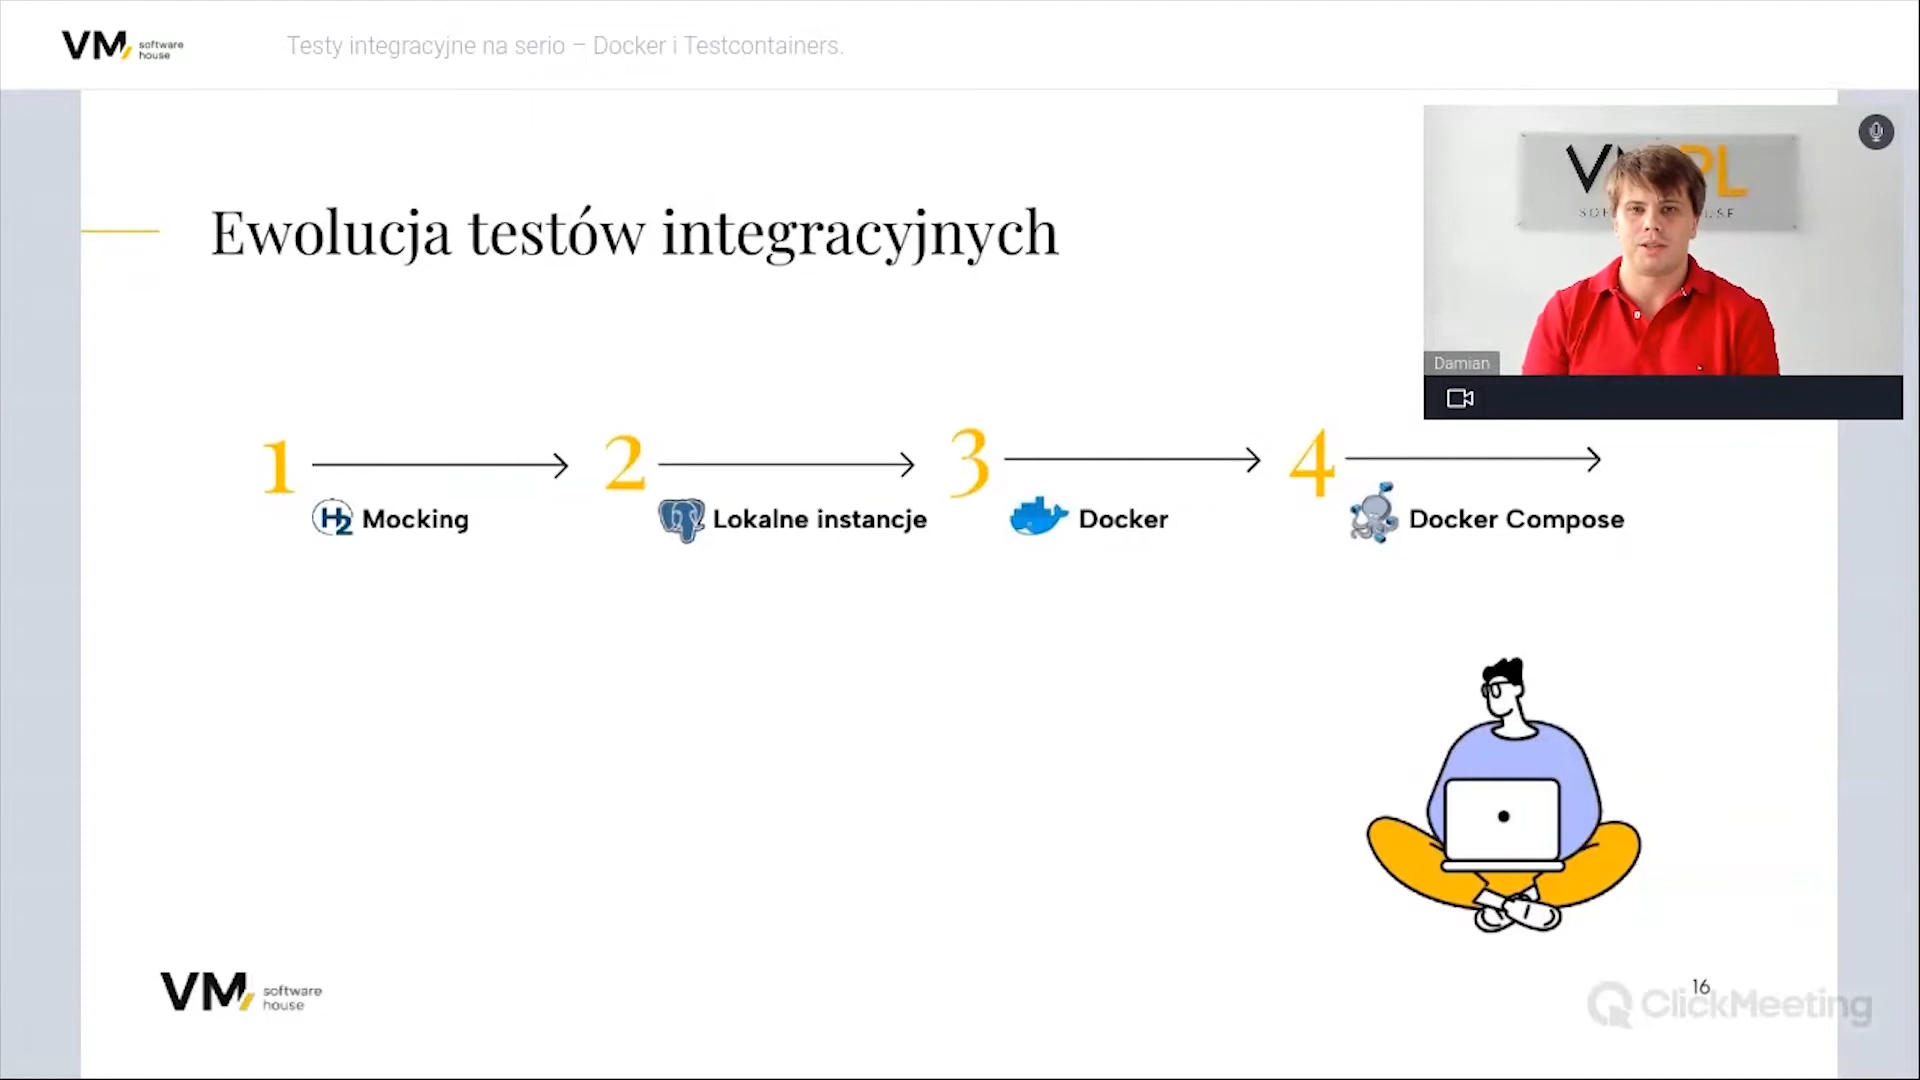 VM software house
Testy integracyjne na serio – Docker i Testcontainers.
Ewolucja testów integracyjnych
Damian
1
2
3
4
H2 Mocking
Lokalne instancje
Docker
Docker Compose
VM software house
16
ClickMeeting